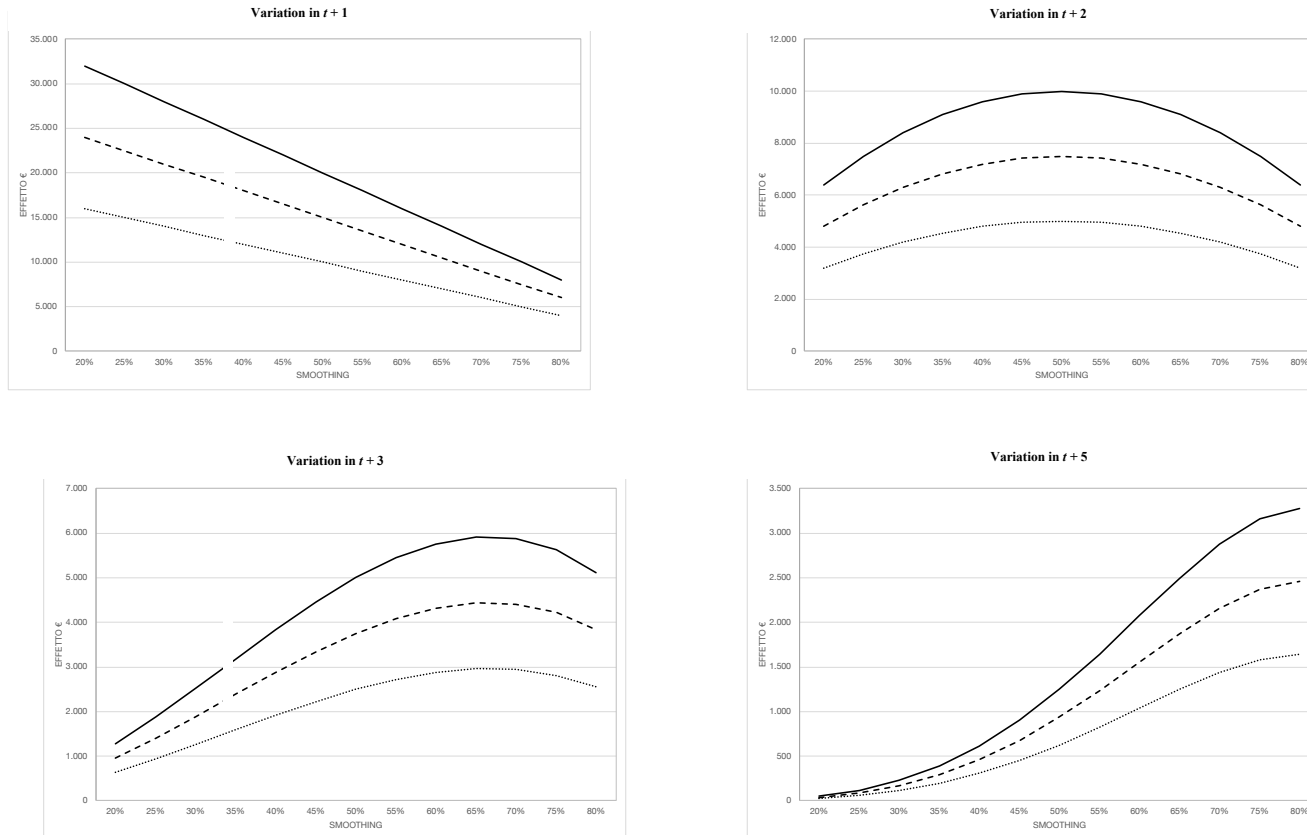 Variation in t + 1
35.000
30.000
25.000
20.000
15.000
10.000
5.000
0
EFFETTO €
20% 25% 30% 35% 40% 45% 50% 55% 60% 65% 70% 75% 80%
SMOOTHING
Variation in t + 2
12.000
10.000
8.000
6.000
4.000
2.000
0
EFFETTO €
20% 25% 30% 35% 40% 45% 50% 55% 60% 65% 70% 75% 80%
SMOOTHING
Variation in t + 3
7.000
6.000
5.000
4.000
3.000
2.000
1.000
0
EFFETTO €
20% 25% 30% 35% 40% 45% 50% 55% 60% 65% 70% 75% 80%
SMOOTHING
Variation in t + 5
3.500
3.000
2.500
2.000
1.500
1.000
500
0
EFFETTO €
20% 25% 30% 35% 40% 45% 50% 55% 60% 65% 70% 75% 80%
SMOOTHING